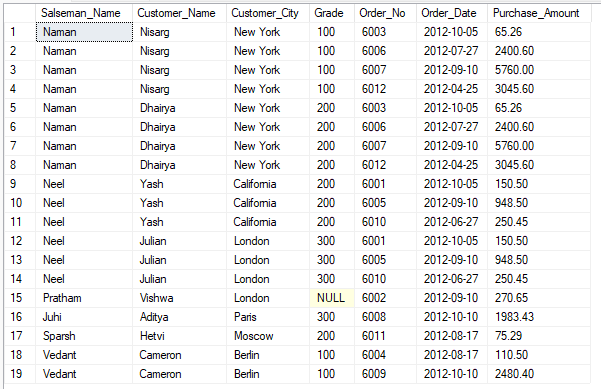 Salseman_Name Customer_Name Customer_City Grade Order_No Order_Date Purchase_Amount
1 Naman Nisarg New York 100 6003 2012-10-05 65.26
2 Naman Nisarg New York 100 6006 2012-07-27 2400.60
3 Naman Nisarg New York 100 6007 2012-09-10 5760.00
4 Naman Nisarg New York 100 6012 2012-04-25 3045.60
5 Naman Dhairya New York 200 6003 2012-10-05 65.26
6 Naman Dhairya New York 200 6006 2012-07-27 2400.60
7 Naman Dhairya New York 200 6007 2012-09-10 5760.00
8 Naman Dhairya New York 200 6012 2012-04-25 3045.60
9 Neel Yash California 200 6001 2012-10-05 150.50
10 Neel Yash California 200 6005 2012-09-10 948.50
11 Neel Yash California 200 6010 2012-06-27 250.45
12 Neel Julian London 300 6001 2012-10-05 150.50
13 Neel Julian London 300 6005 2012-09-10 948.50
14 Neel Julian London 300 6010 2012-06-27 250.45
15 Pratham Vishwa London NULL 6002 2012-09-10 270.65
16 Juhi Aditya Paris 300 6008 2012-10-10 1983.43
17 Sparsh Hetvi Moscow 200 6011 2012-08-17 75.29
18 Vedant Cameron Berlin 100 6004 2012-08-17 110.50
19 Vedant Cameron Berlin 100 6009 2012-10-10 2480.40